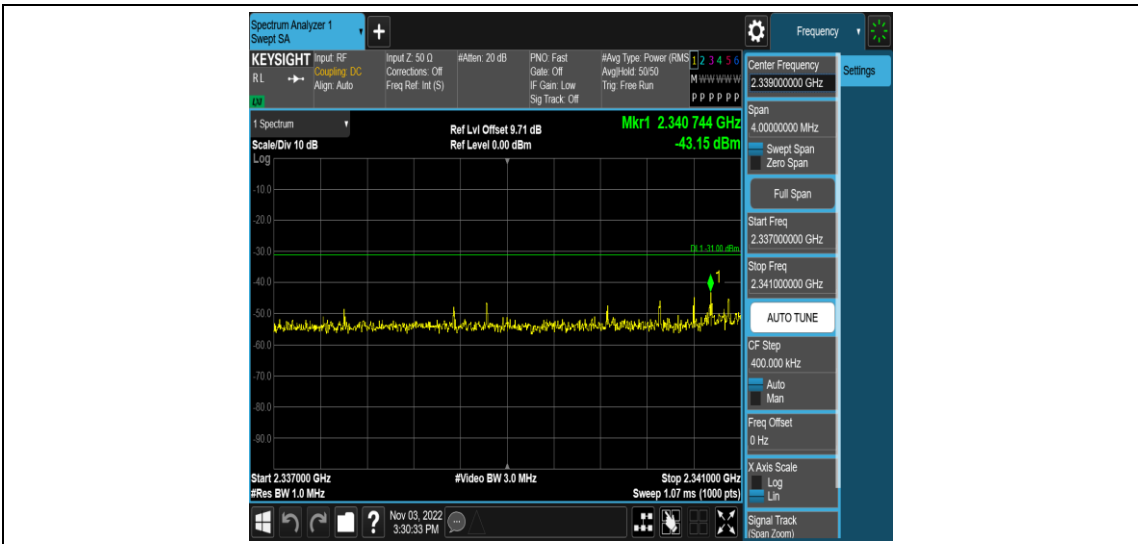 Spectrum Analyzer 1
Swept SA
+
Frequency
KEYSIGHT
RL
LXI
Input: RF
Coupling: DC
Align: Auto
Input Z: 50 Ω
Corrections: Off
Freq Ref: Int (S)
#Atten: 20 dB
PNO: Fast
Gate: Off
IF Gain: Low
Sig Track: Off
#Avg Type: Power (RMS
Avg|Hold: 50/50
Trig: Free Run
1 2 3 4 5 6
M W W W W W
P P P P P P
1 Spectrum
Scale/Div 10 dB
Log
Ref Lvl Offset 9.71 dB
Ref Level 0.00 dBm
Mkr1 2.340 744 GHz
-43.15 dBm
-10.0
-20.0
-30.0
DL1 -31.00 dBm
-40.0
1
-50.0
-60.0
-70.0
-80.0
-90.0
Start 2.337000 GHz
#Video BW 3.0 MHz
Stop 2.341000 GHz
#Res BW 1.0 MHz
Sweep 1.07 ms (1000 pts)
?
Nov 03, 2022
3:30:33 PM
Center Frequency
2.339000000 GHz
Settings
Span
4.00000000 MHz
Swept Span
Zero Span
Full Span
Start Freq
2.337000000 GHz
Stop Freq
2.341000000 GHz
AUTO TUNE
CF Step
400.000 kHz
Auto
Man
Freq Offset
0 Hz
X Axis Scale
Log
Lin
Signal Track
(Span Zoom)